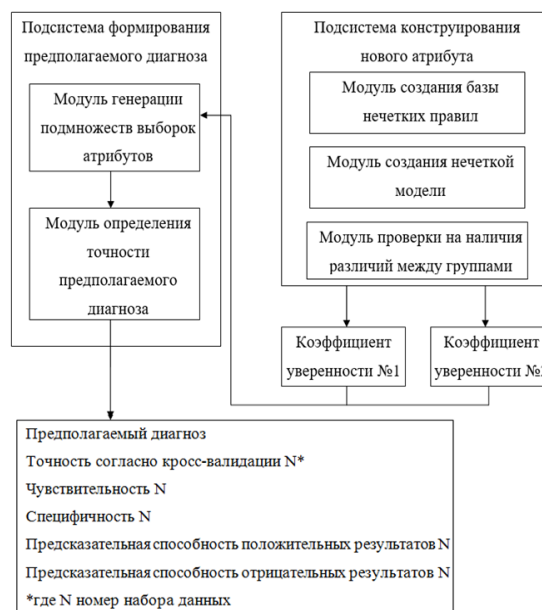 Подсистема формирования
предполагаемого диагноза
Модуль генерации
подмножеств выборок
атрибутов
Модуль определения
точности
предполагаемого
диагноза
Подсистема конструирования
нового атрибута
Модуль создания базы
нечетких правил
Модуль создания нечеткой
модели
Модуль проверки на наличия
различий между группами
Коэффициент
уверенности №1
Коэффициент
уверенности
Предполагаемый диагноз
Точность согласно кросс-валидации N*
Чувствительность N
Специфичность N
Предсказательная способность положительных результатов N
Предсказательная способность отрицательных результатов N
*где N номер набора данных